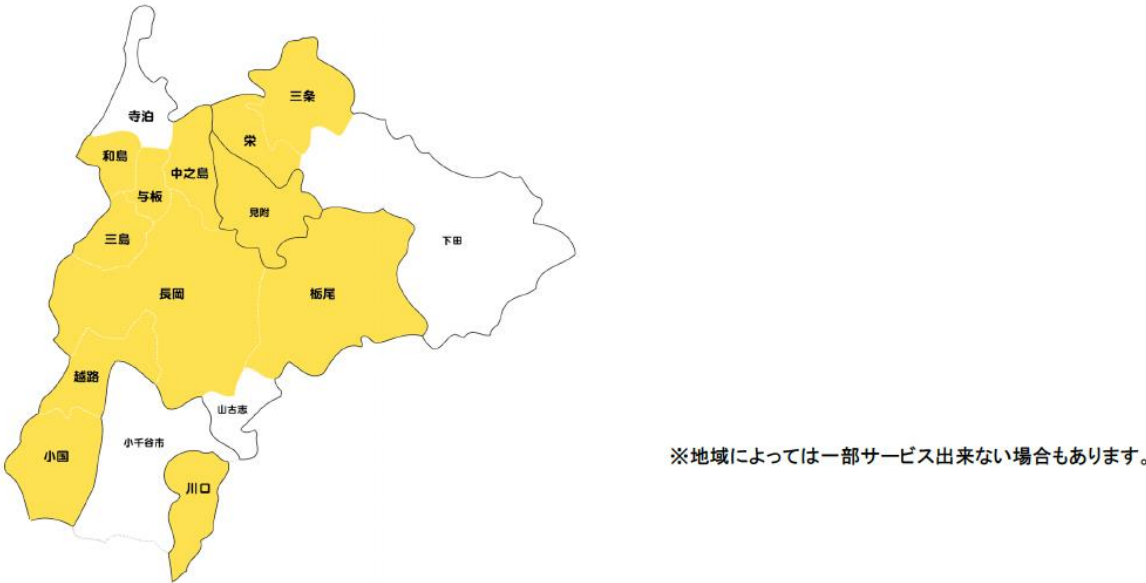 三条
寺泊
栄
和島
中之島
与板
見附
三島
下田
長岡
栃尾
越路
山古志
小千谷市
小国
川口
※地域によっては一部サービス出来ない場合もあります。